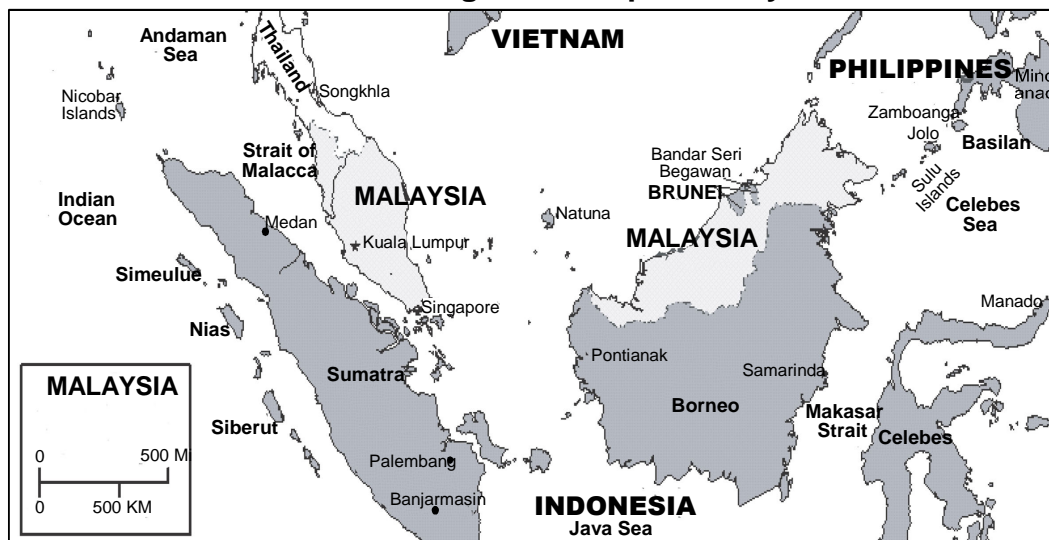 Andaman
Sea
Thailand
VIETNAM
PHILIPPINES
Nicobar
Islands
Songkhla
Zamboanga
Jolo
Basilan
Strait of
Malacca
Bandar Seri
Begawan
BRUNEI
Sulu
Islands
Indian
Ocean
MALAYSIA
Natuna
Celebes
Sea
Medan
Kuala Lumpur
MALAYSIA
Simeulue
Singapore
Manado
Nias
Pontianak
Samarinda
Sumatra
MALAYSIA
Borneo
Makasar
Strait
Siberut
Celebes
0
500 Mi
0
500 KM
Palembang
Banjarmasin
INDONESIA
Java Sea